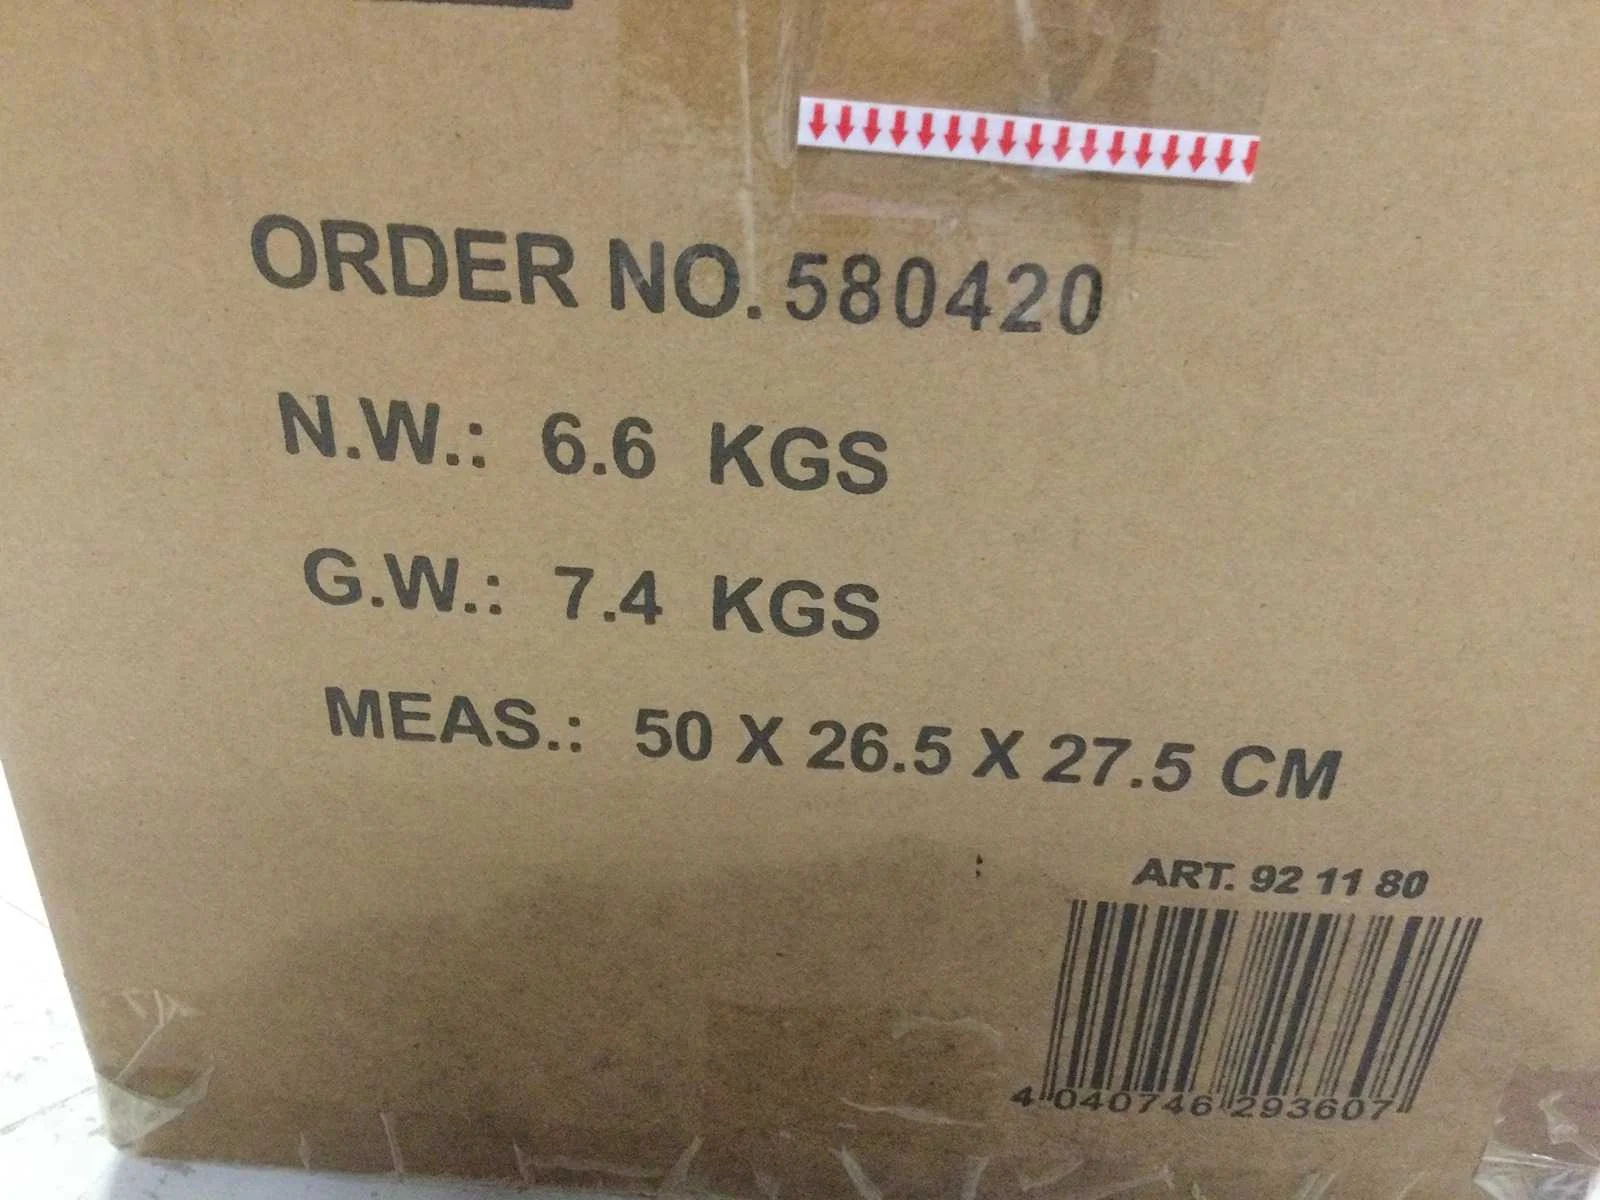 ORDER NO. 580420
N.W.: 6.6 KGS
G.W.: 7.4 KGS
MEAS.: 50 X 26.5 X 27.5 CM
ART. 92 11 80
4 040746 293607